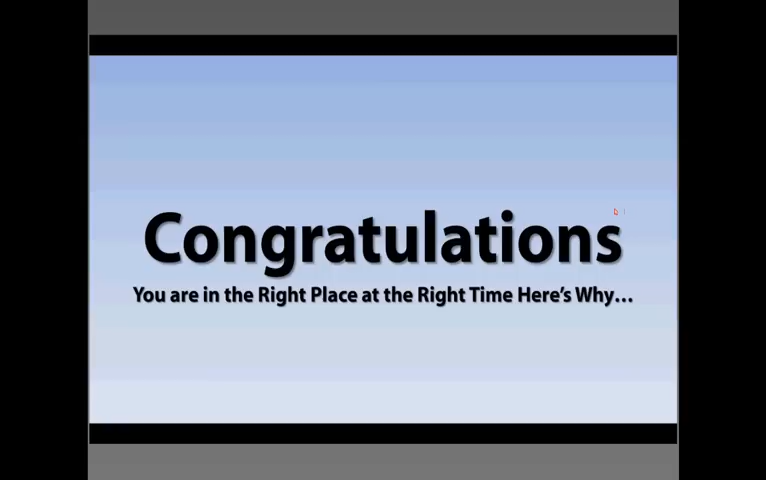 Congratulations
You are in the Right Place at the Right Time Here's Why...